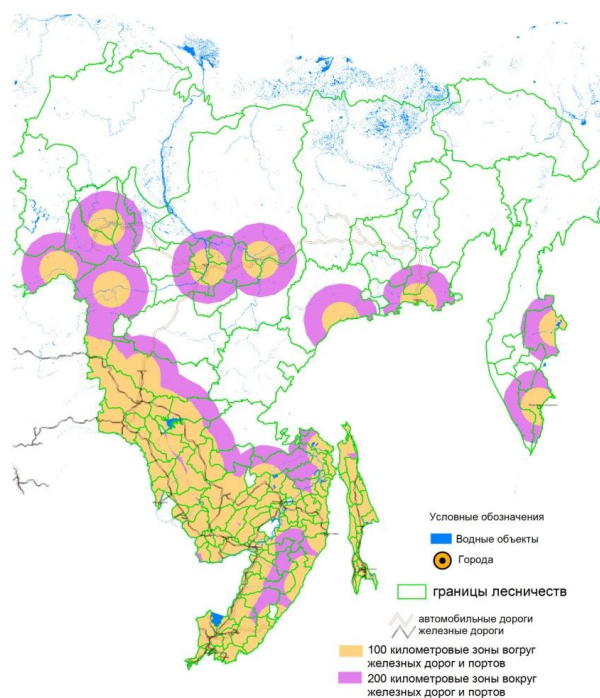 Условные обозначения
Водные объекты
Города
границы лесничеств
автомобильные дороги
железные дороги
100 километровые зоны вогруг
железных дорог и портов
200 километровые зоны вокруг
железных дорог и портов